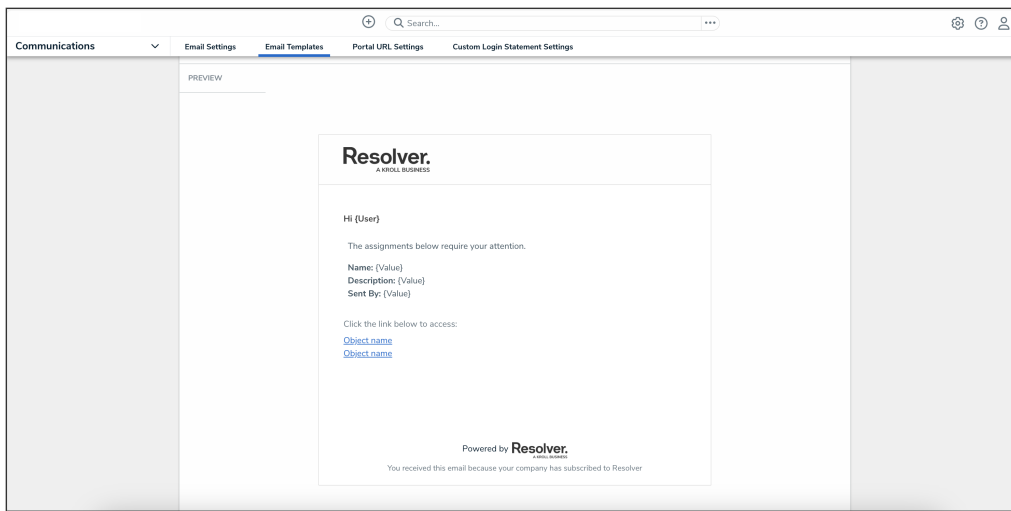 Search...
Communications
Email Settings
Email Templates
Portal URL Settings
Custom Login Statement Settings
PREVIEW
Resolver.
A KROLL BUSINESS
Hi {User}
The assignments below require your attention.
Name: {Value}
Description: {Value}
Sent By: {Value}
Click the link below to access:
Object name
Object name
Powered by Resolver.
A KROLL BUSINESS
You received this email because your company has subscribed to Resolver